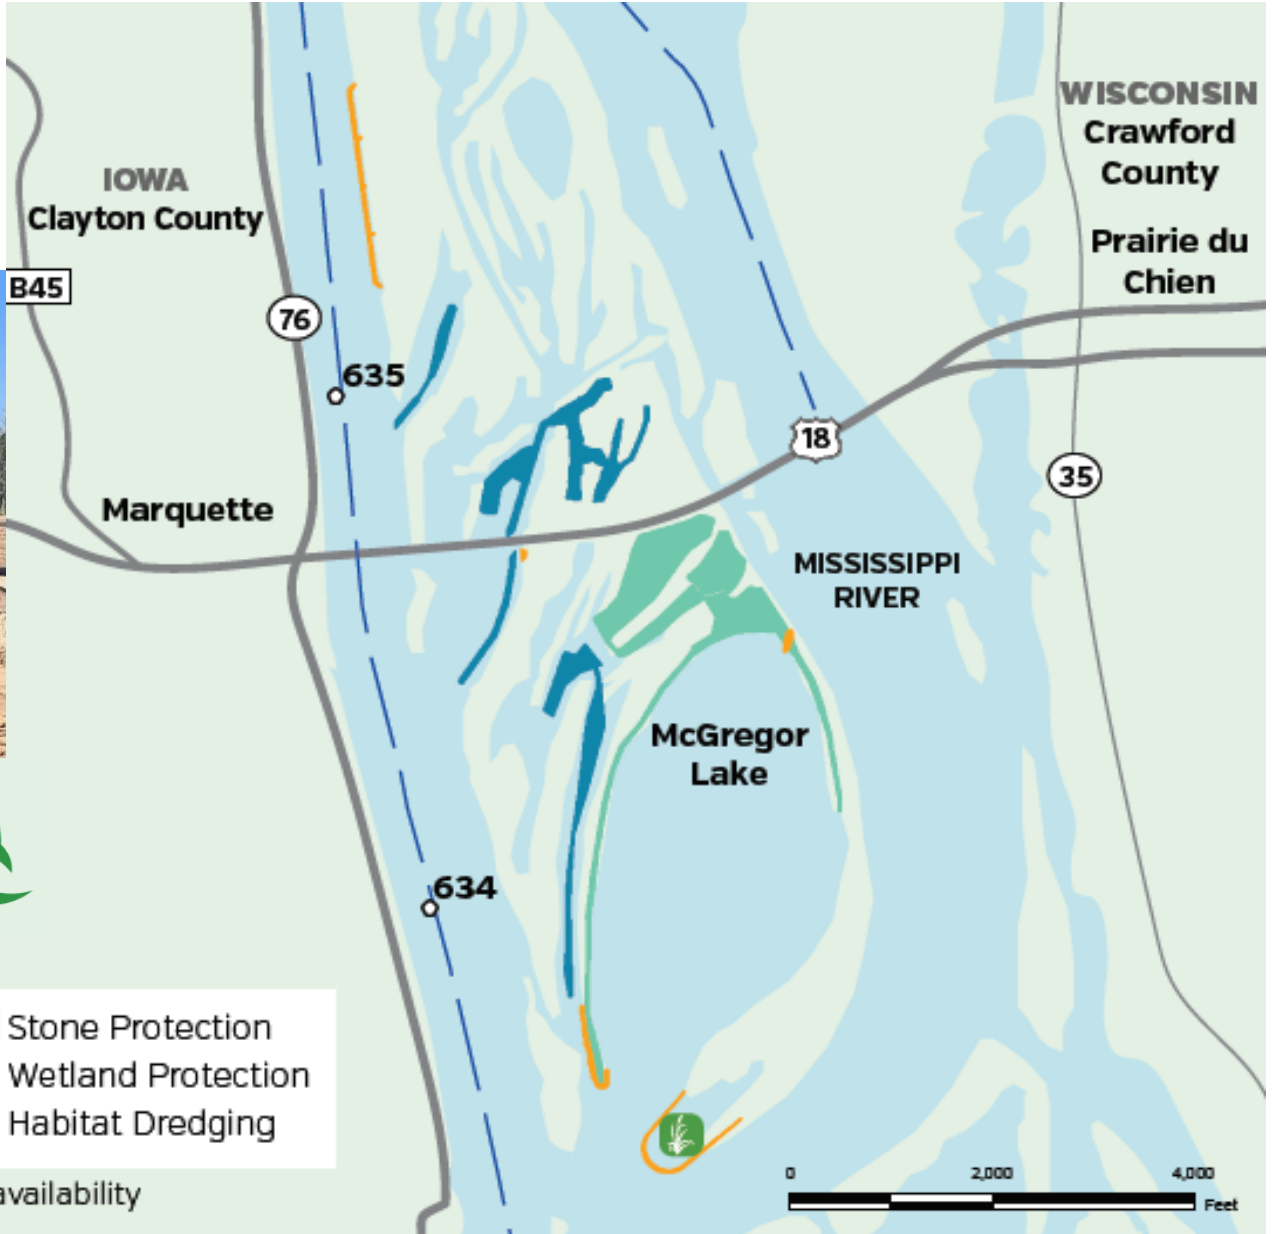 WISCONSIN
Crawford
County
IOWA
Clayton County
Prairie du
Chien
B45
76
635
18
35
Marquette
MISSISSIPPI
RIVER
McGregor
Lake
634
Stone Protection
Wetland Protection
Habitat Dredging
availability
0 2,000 4,000
Feet